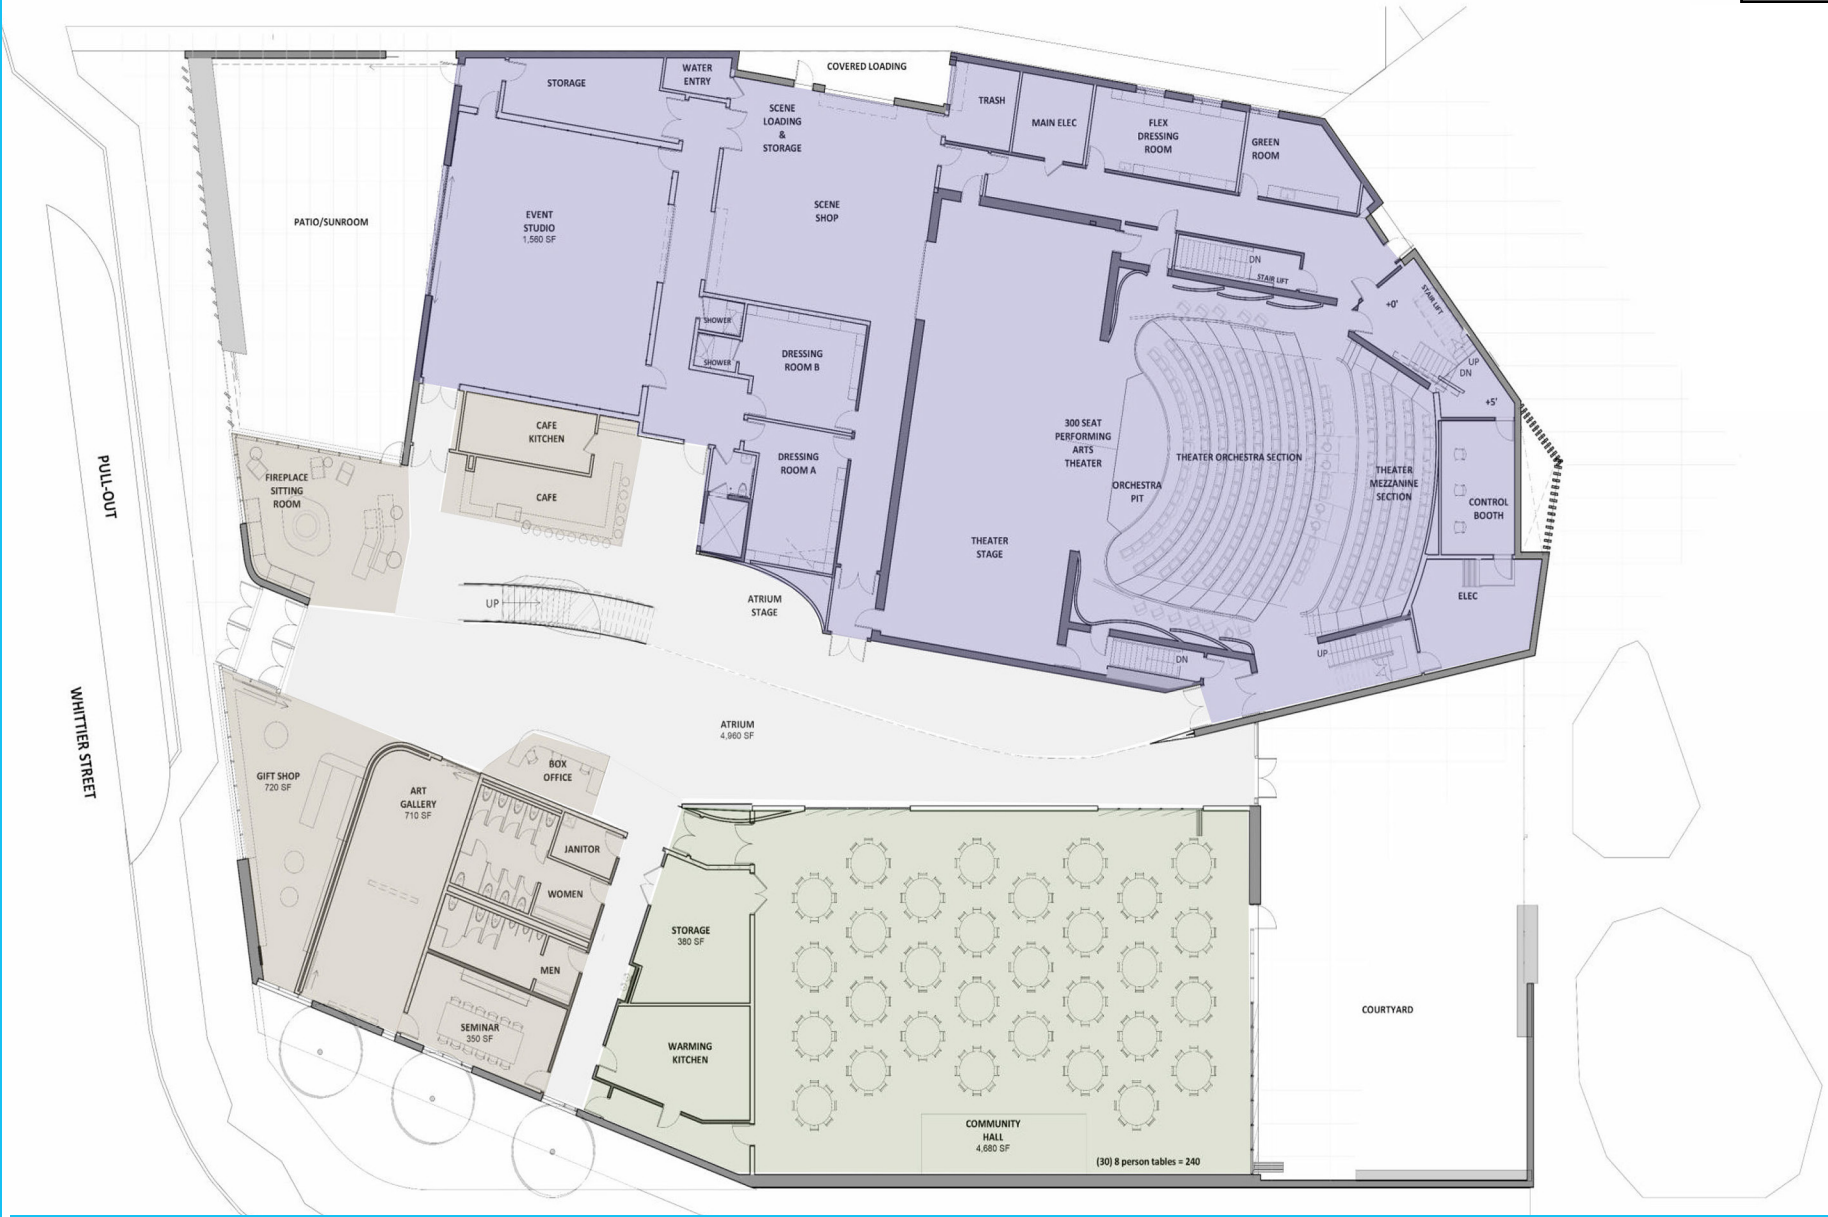 COVERED LOADING
WATER
ENTRY
STORAGE
SCENE
LOADING
&
STORAGE
TRASH
MAIN ELEC
FLEX
DRESSING
ROOM
GREEN
ROOM
PATIO/SUNROOM
EVENT
STUDIO
1,560 SF
SCENE
SHOP
DN
STAIR LIFT
STAIR LIFT
+0'
UP
DN
+5'
SHOWER
SHOWER
DRESSING
ROOM B
CAFE
KITCHEN
300 SEAT
PERFORMING
ARTS
THEATER
THEATER ORCHESTRA SECTION
THEATER
MEZZANINE
SECTION
ORCHESTRA
PIT
CONTROL
BOOTH
DRESSING
ROOM A
FIREPLACE
SITTING
ROOM
CAFE
PULL-OUT
THEATER
STAGE
UP
ATRIUM
STAGE
ELEC
DN
UP
WHITTIER STREET
ATRIUM
4,960 SF
BOX
OFFICE
GIFT SHOP
720 SF
ART
GALLERY
710 SF
JANITOR
WOMEN
STORAGE
380 SF
MEN
SEMINAR
350 SF
WARMING
KITCHEN
COURTYARD
COMMUNITY
HALL
4,680 SF
(30) 8 person tables = 240